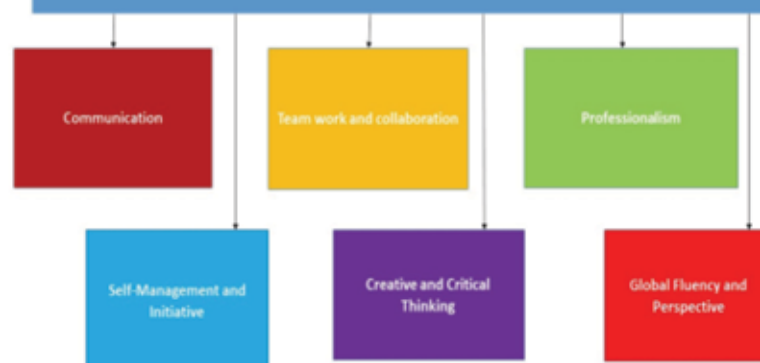 Communication
Team work and collaboration
Professionalism
Self-Management and
Initiative
Creative and Critical
Thinking
Global Fluency and
Perspective